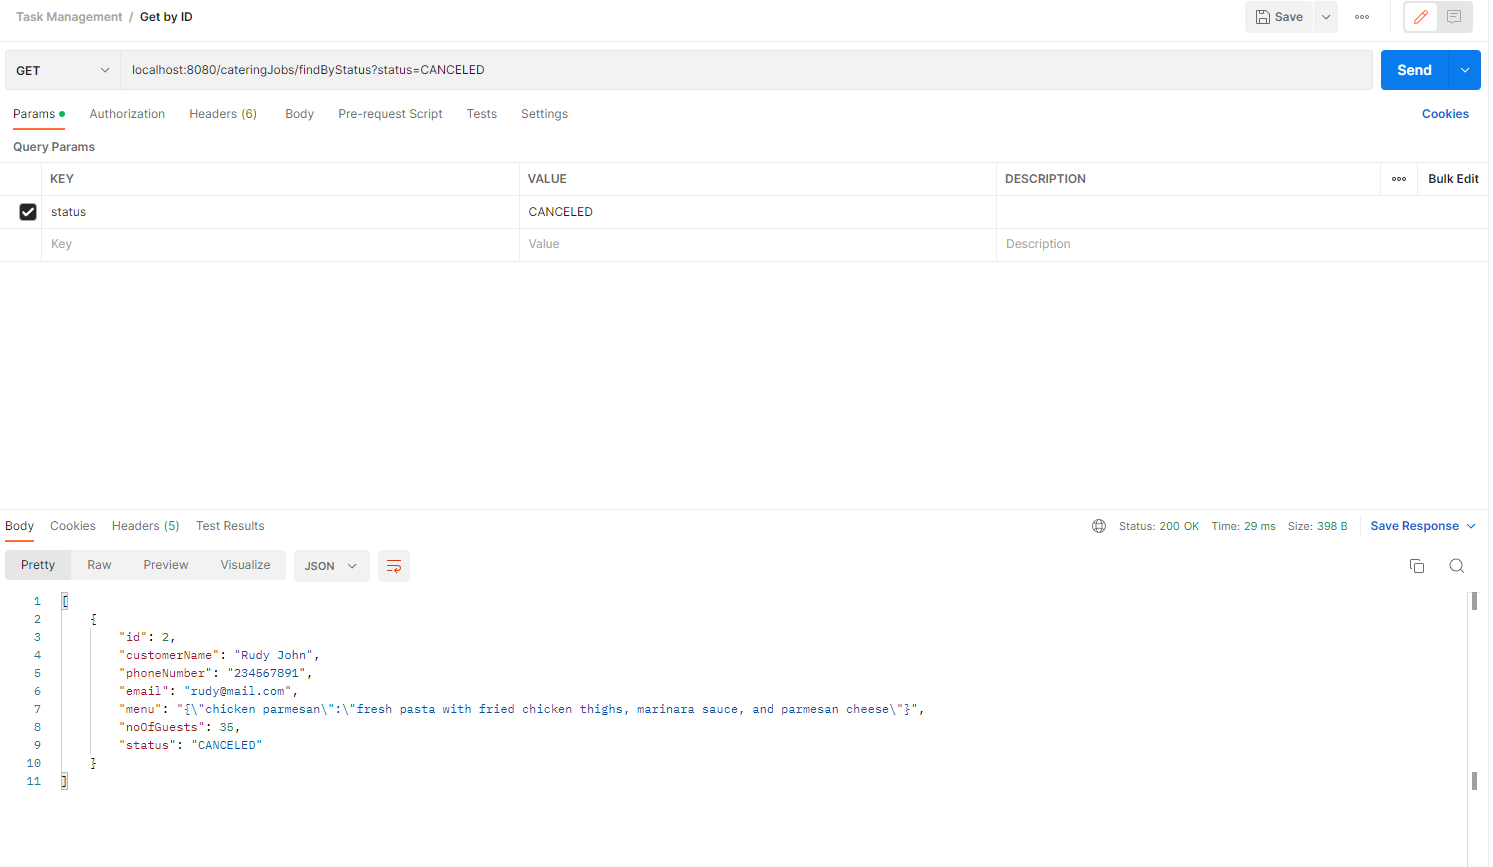 Task Management / Get by ID
Save
GET
localhost:8080/cateringJobs/findByStatus?status=CANCELED
Send
Params Authorization Headers (6) Body Pre-request Script Tests Settings Cookies
Query Params
KEY VALUE DESCRIPTION Bulk Edit
status CANCELED
Key Value Description
Body Cookies Headers (5) Test Results Status: 200 OK Time: 29 ms Size: 398 B Save Response
Pretty Raw Preview Visualize JSON
1 [
2 {
3 "id": 2,
4 "customerName": "Rudy John",
5 "phoneNumber": "234567891",
6 "email": "rudy@mail.com",
7 "menu": "{\"chicken parmesan\":\"fresh pasta with fried chicken thighs, marinara sauce, and parmesan cheese\"}",
8 "noOfGuests": 35,
9 "status": "CANCELED"
10 }
11 ]